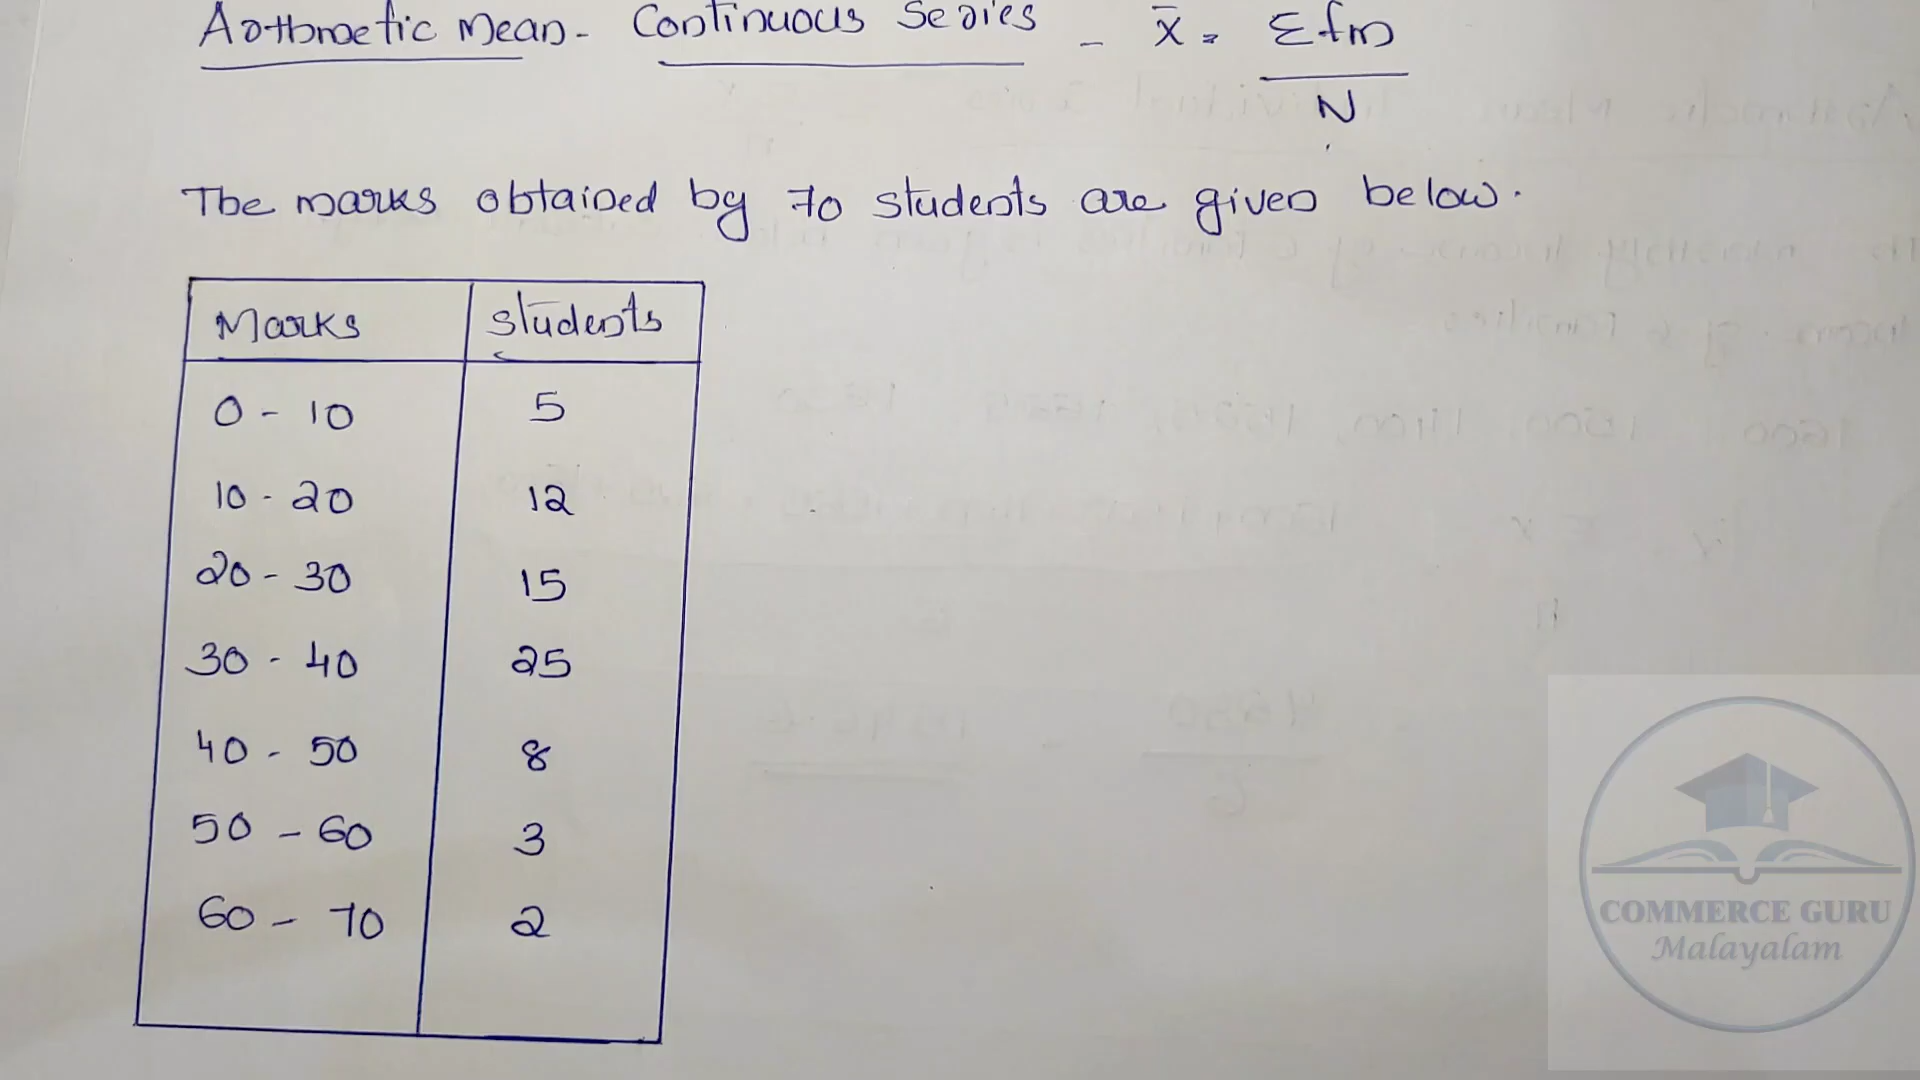 Arithmetic Mean - Continuous Series - x̄ = Σfm
N
The marks obtained by 70 students are given below.
Marks students
0 - 10 5
10 - 20 12
20 - 30 15
30 - 40 25
40 - 50 8
50 - 60 3
60 - 70 2
COMMERCE GURU
Malayalam